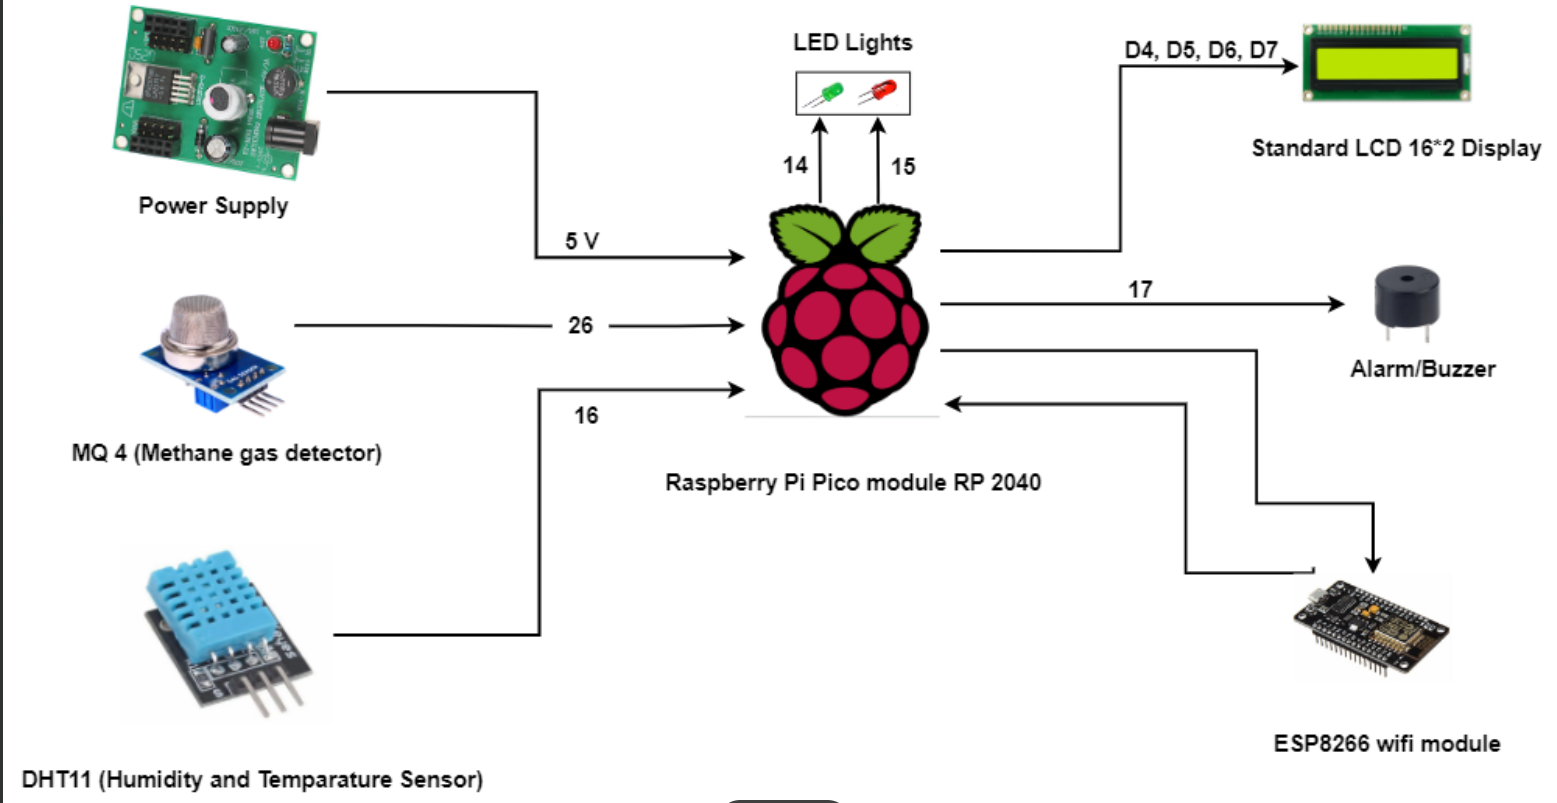 LED Lights
D4, D5, D6, D7
14
15
Standard LCD 16*2 Display
Power Supply
5 V
17
26
Alarm/Buzzer
16
MQ 4 (Methane gas detector)
Raspberry Pi Pico module RP 2040
ESP8266 wifi module
DHT11 (Humidity and Temparature Sensor)